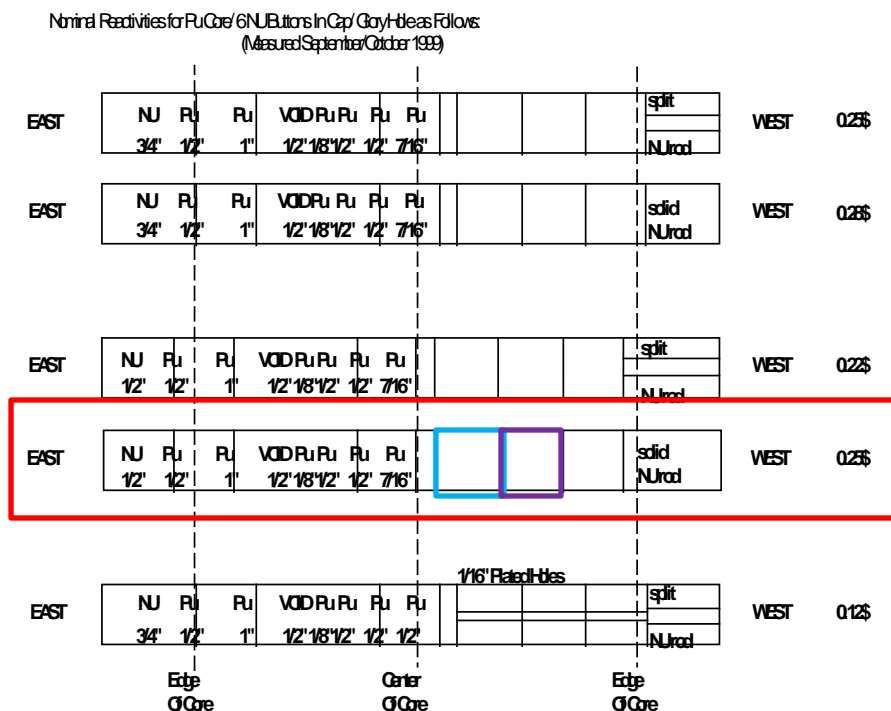 Nominal Reactivities for Pu Core/ 6 NU Buttons In Cap/ Glory Hole as Follows:
(Measured September/October 1999)
EAST NU Pu Pu VOID Pu Pu Pu Pu split WEST 0.25$
3/4" 1/2" 1" 1/2" 1/8" 1/2" 1/2" 7/16" NU rod
EAST NU Pu Pu VOID Pu Pu Pu Pu solid WEST 0.28$
3/4" 1/2" 1" 1/2" 1/8" 1/2" 1/2" 7/16" NU rod
EAST NU Pu Pu VOID Pu Pu Pu Pu split WEST 0.22$
1/2" 1/2" 1" 1/2" 1/8" 1/2" 1/2" 7/16" NU rod
EAST NU Pu Pu VOID Pu Pu Pu Pu solid WEST 0.25$
1/2" 1/2" 1" 1/2" 1/8" 1/2" 1/2" 7/16" NU rod
1/16" Plated Holes
EAST NU Pu Pu VOID Pu Pu Pu Pu split WEST 0.12$
3/4" 1/2" 1" 1/2" 1/8" 1/2" 1/2" 1/2" NU rod
Edge Center Edge
Of Core Of Core Of Core